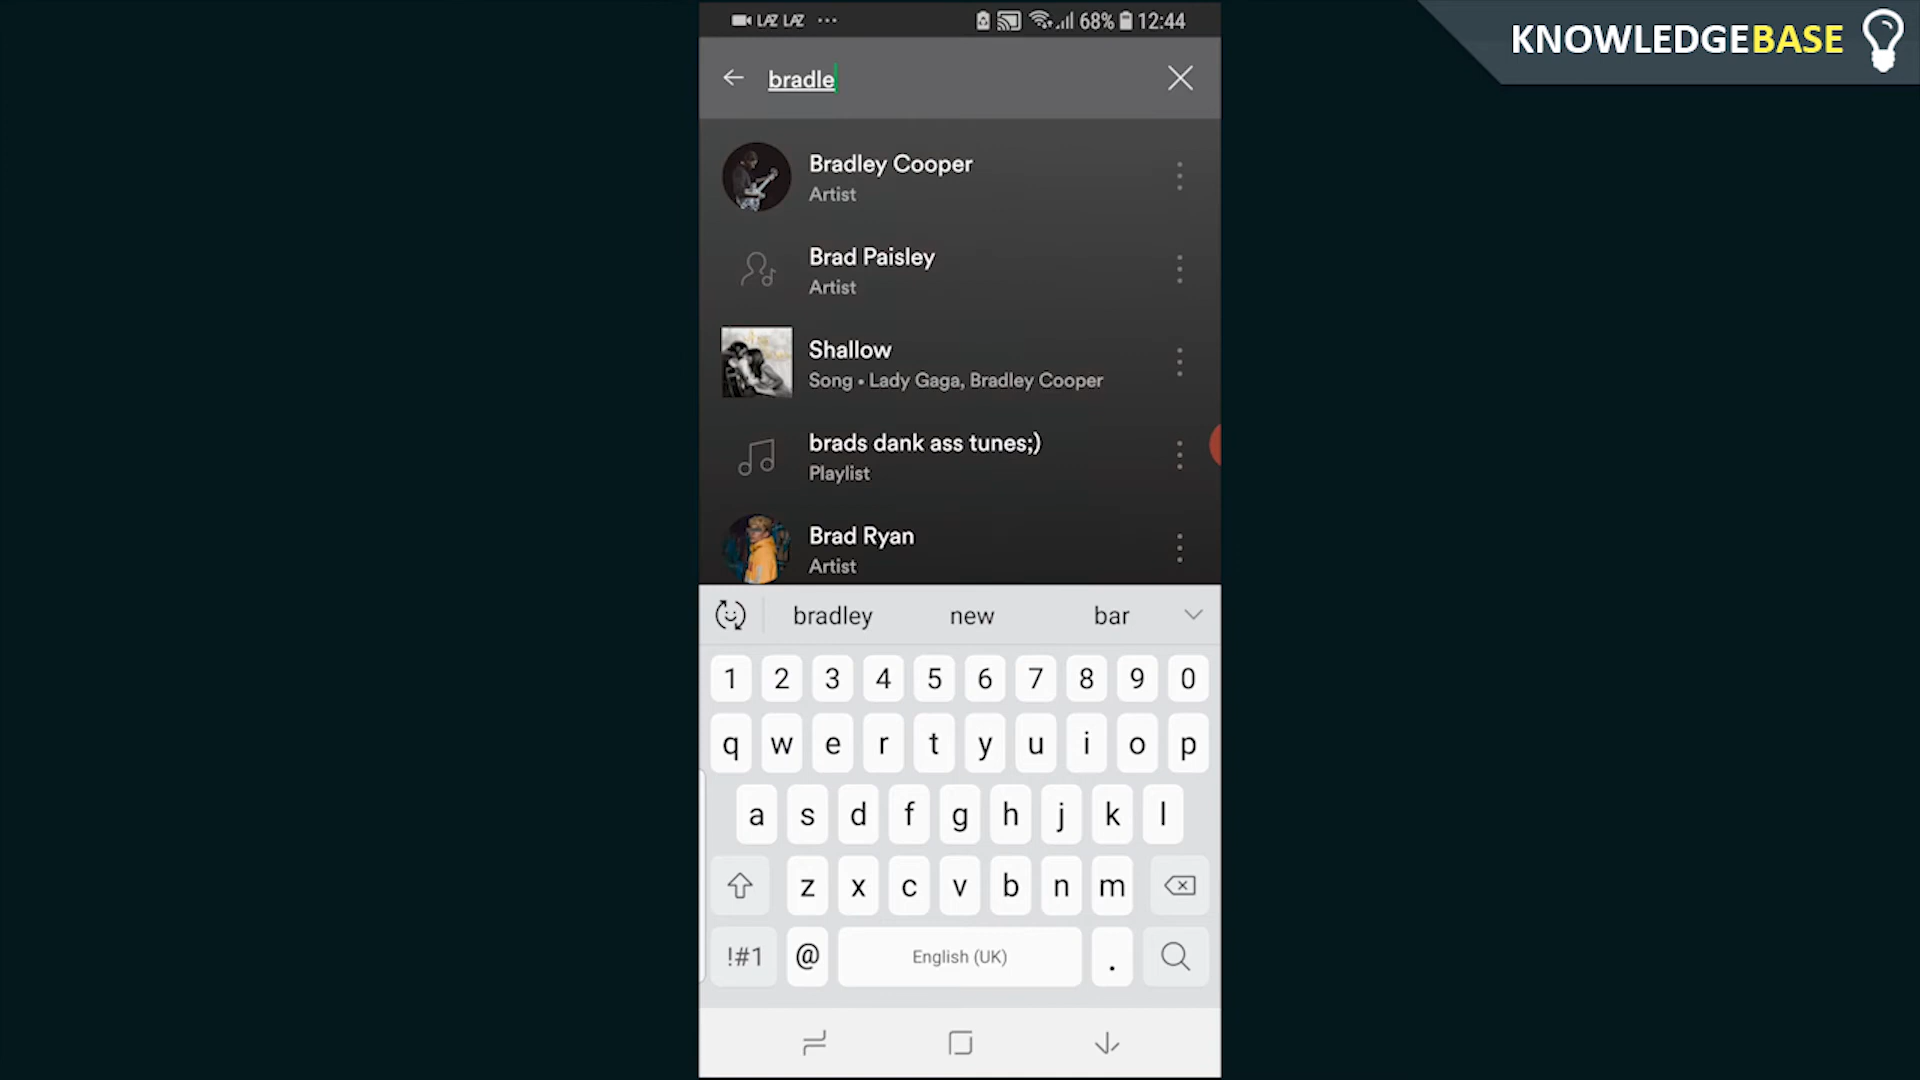 LAZ LAZ ... 68% 12:44
KNOWLEDGEBASE
bradle
Bradley Cooper
Artist
Brad Paisley
Artist
Shallow
Song • Lady Gaga, Bradley Cooper
brads dank ass tunes;)
Playlist
Brad Ryan
Artist
bradley new bar
1 2 3 4 5 6 7 8 9 0
q w e r t y u i o p
a s d f g h j k l
z x c v b n m
!#1 @ English (UK) .